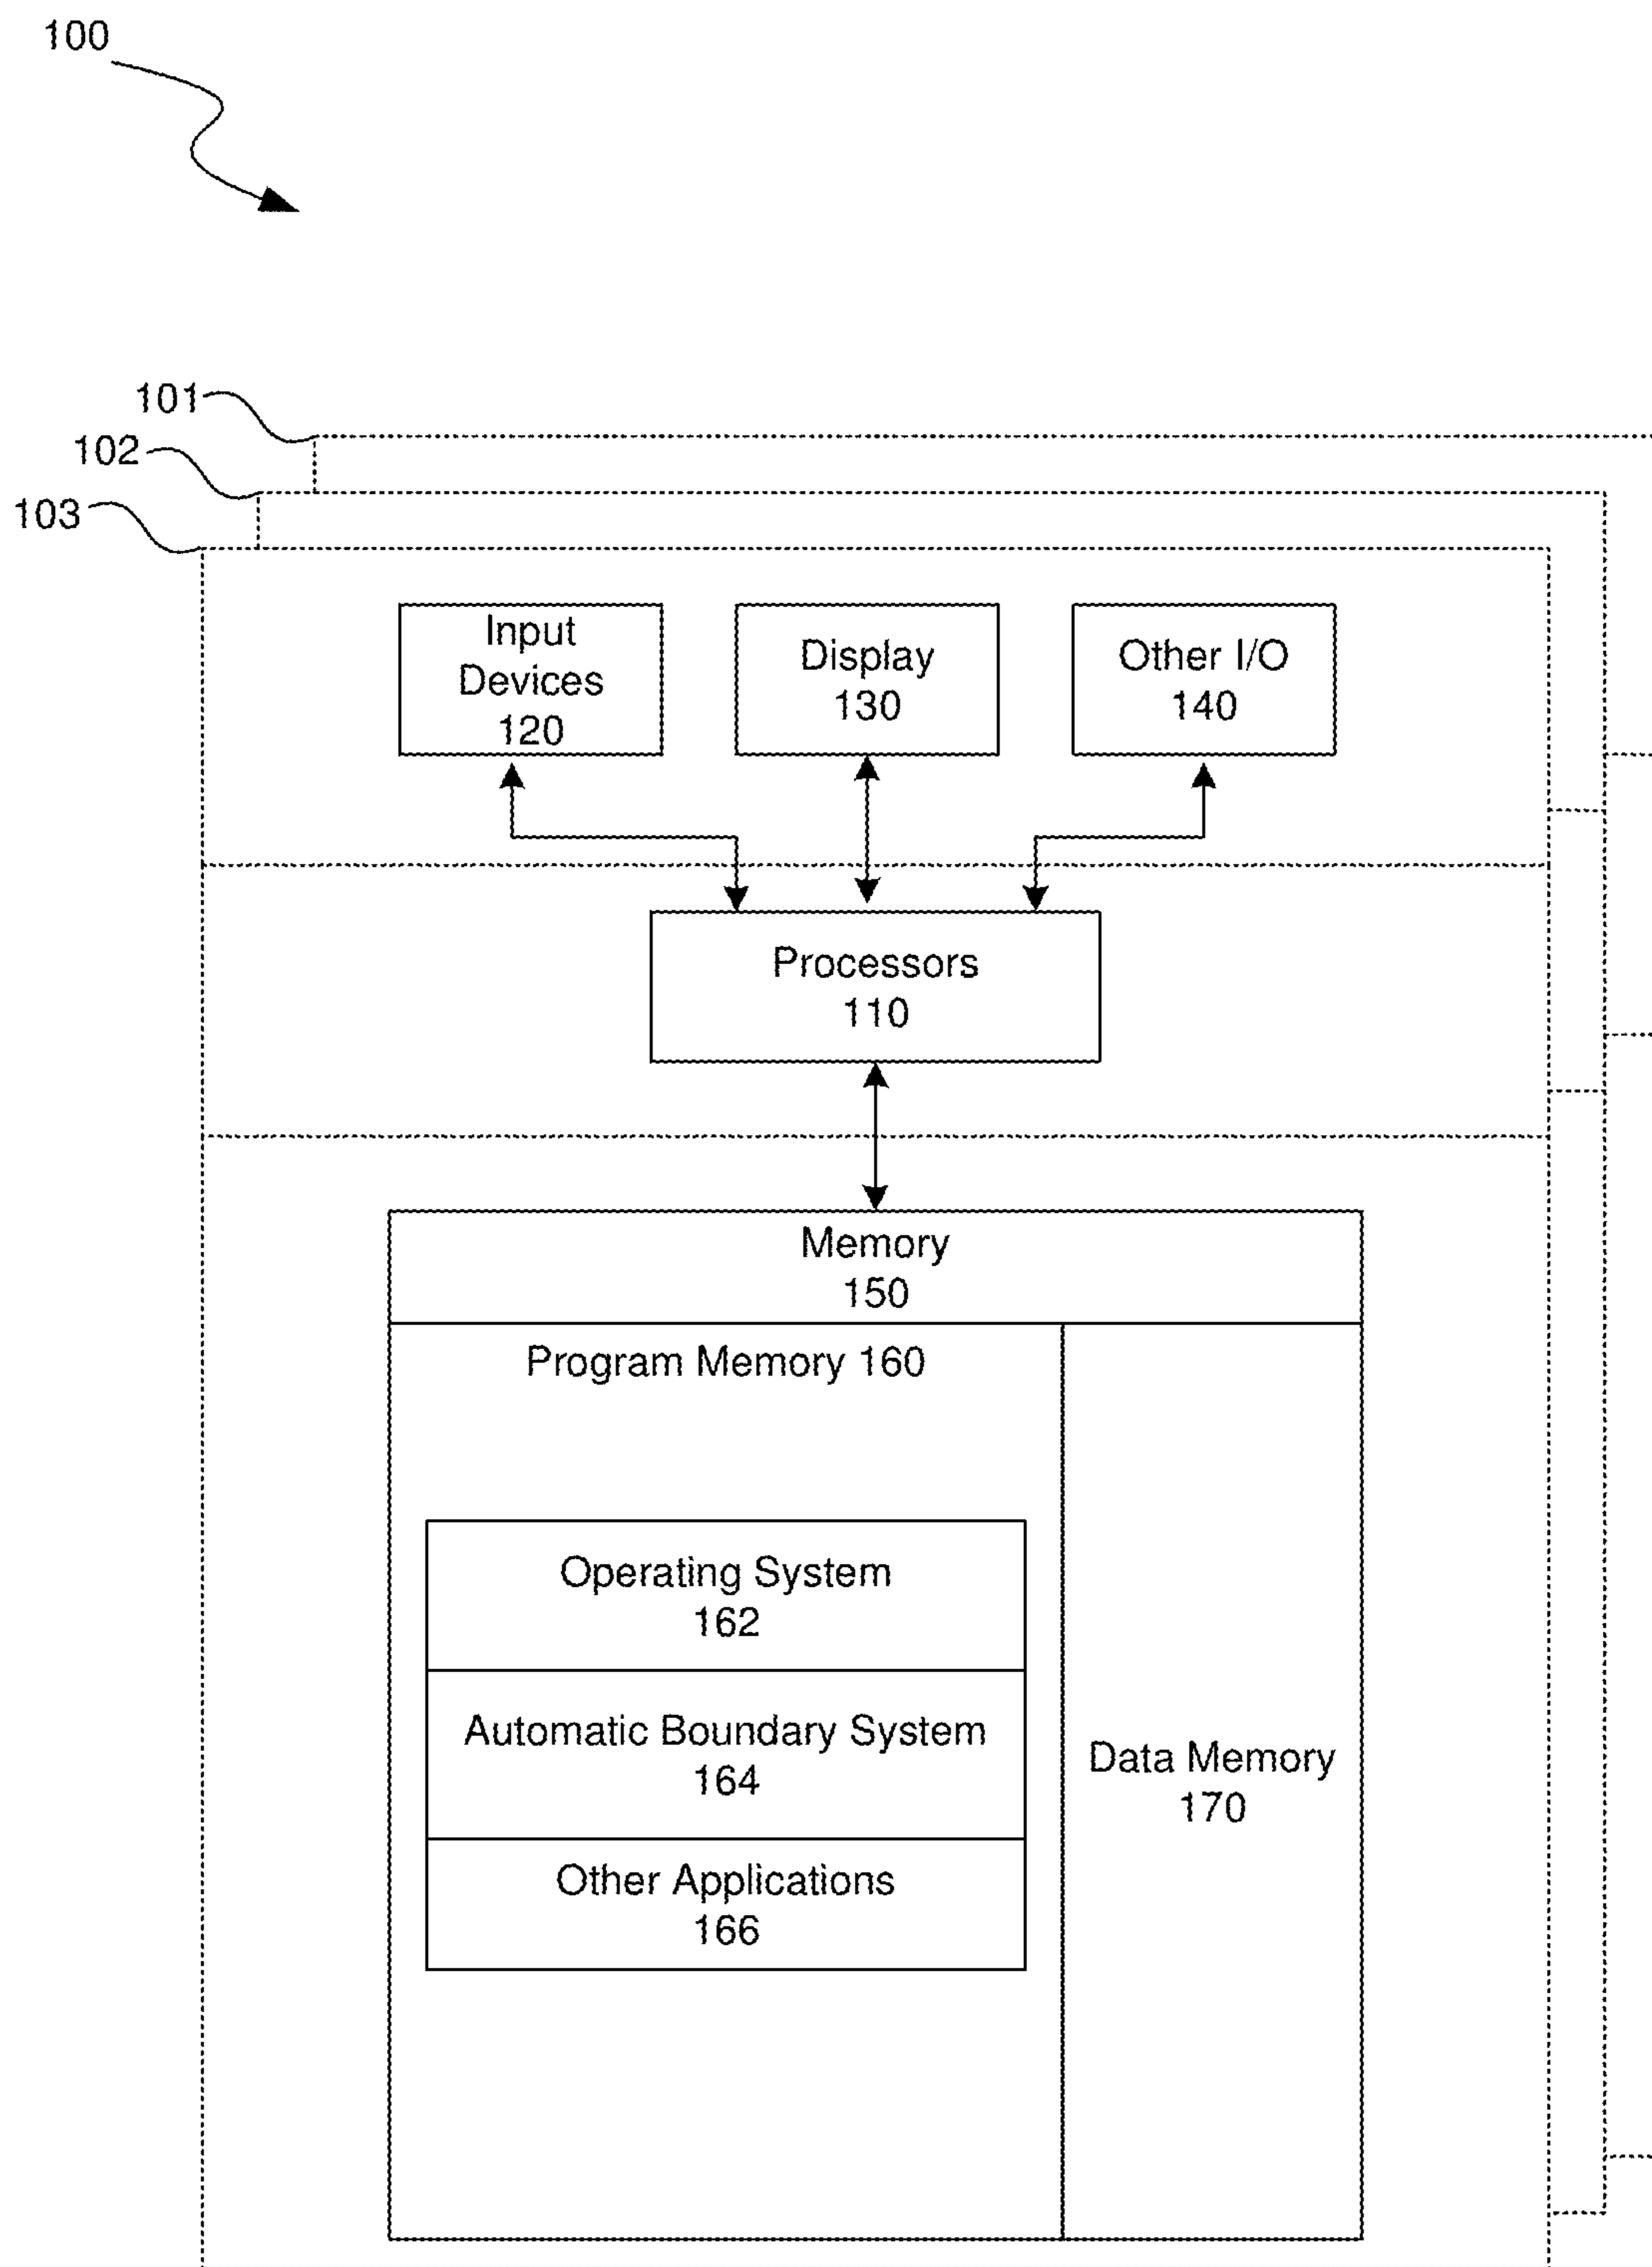 100
101
102
103
Input
Devices
120
Display
130
Other I/O
140
Processors
110
Memory
150
Program Memory 160
Operating System
162
Automatic Boundary System
164
Other Applications
166
Data Memory
170